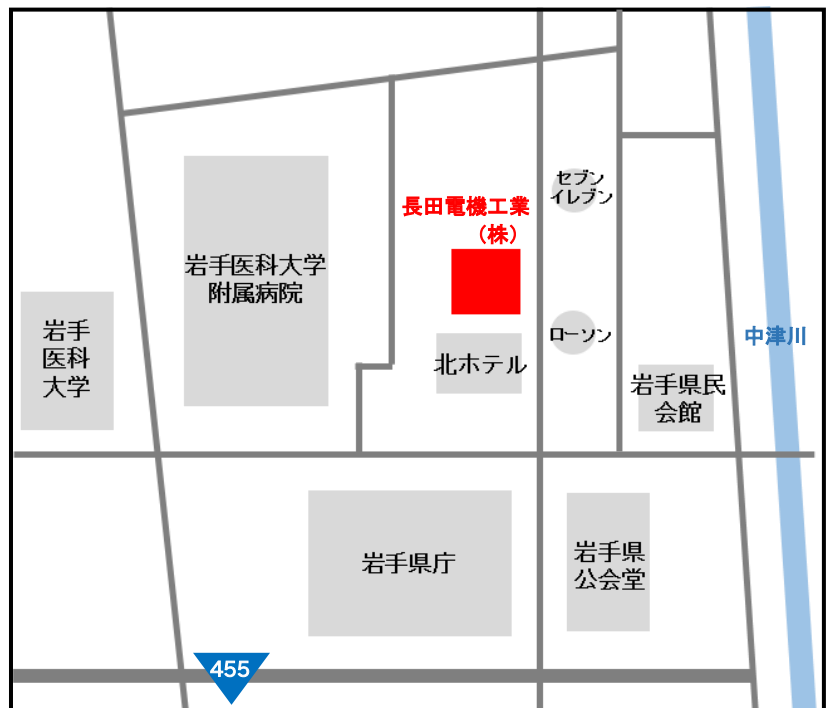 セブン
イレブン
長田電機工業
（株）
岩手医科大学
附属病院
岩手
医科
大学
北ホテル
ローソン
中津川
岩手県民
会館
岩手県庁
岩手県
公会堂
455